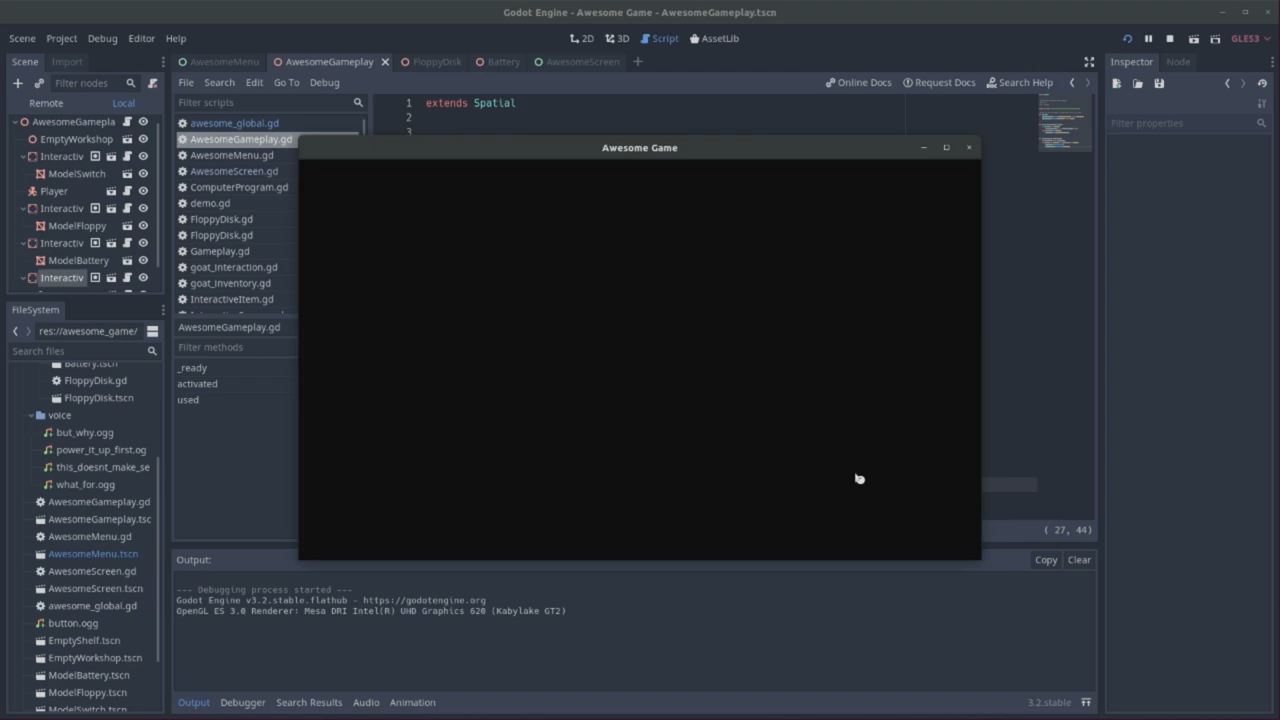 Godot Engine - Awesome Game - AwesomeGameplay.tscn
Scene Project Debug Editor Help
2D 3D Script AssetLib
GLES3
Scene Import
AwesomeMenu AwesomeGameplay FloppyDisk Battery AwesomeScreen
Inspector Node
Filter nodes
File Search Edit Go To Debug
Online Docs Request Docs Search Help
Remote Local
Filter scripts
Filter properties
AwesomeGamepla
EmptyWorkshop
Interactiv
ModelSwitch
Player
Interactiv
ModelFloppy
Interactiv
ModelBattery
Interactiv
awesome_global.gd
AwesomeGameplay.gd
AwesomeMenu.gd
AwesomeScreen.gd
ComputerProgram.gd
demo.gd
FloppyDisk.gd
FloppyDisk.gd
Gameplay.gd
goat_Interaction.gd
goat_Inventory.gd
InteractiveItem.gd
AwesomeGameplay.gd
Filter methods
_ready
activated
used
1 extends Spatial
2
3
Awesome Game
( 27, 44)
FileSystem
res://awesome_game/
Search files
Battery.tscn
FloppyDisk.gd
FloppyDisk.tscn
voice
but_why.ogg
power_it_up_first.og
this_doesnt_make_se
what_for.ogg
AwesomeGameplay.gd
AwesomeGameplay.tsc
AwesomeMenu.gd
AwesomeMenu.tscn
AwesomeScreen.gd
AwesomeScreen.tscn
awesome_global.gd
button.ogg
EmptyShelf.tscn
EmptyWorkshop.tscn
ModelBattery.tscn
ModelFloppy.tscn
ModelSwitch.tscn
Output:
Copy Clear
--- Debugging process started ---
Godot Engine v3.2.stable.flathub - https://godotengine.org
OpenGL ES 3.0 Renderer: Mesa DRI Intel(R) UHD Graphics 620 (Kabylake GT2)
Output Debugger Search Results Audio Animation
3.2.stable